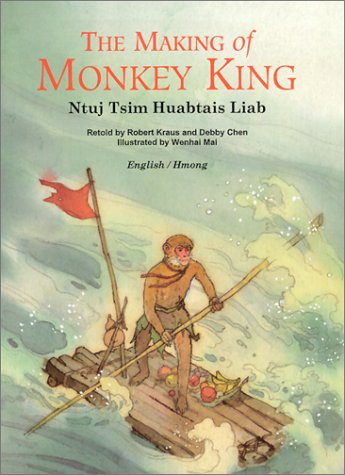 THE MAKING of
MONKEY KING
Ntuj Tsim Huabtais Liab
Retold by Robert Kraus and Debby Chen
Illustrated by Wenhai Mai
English / Hmong